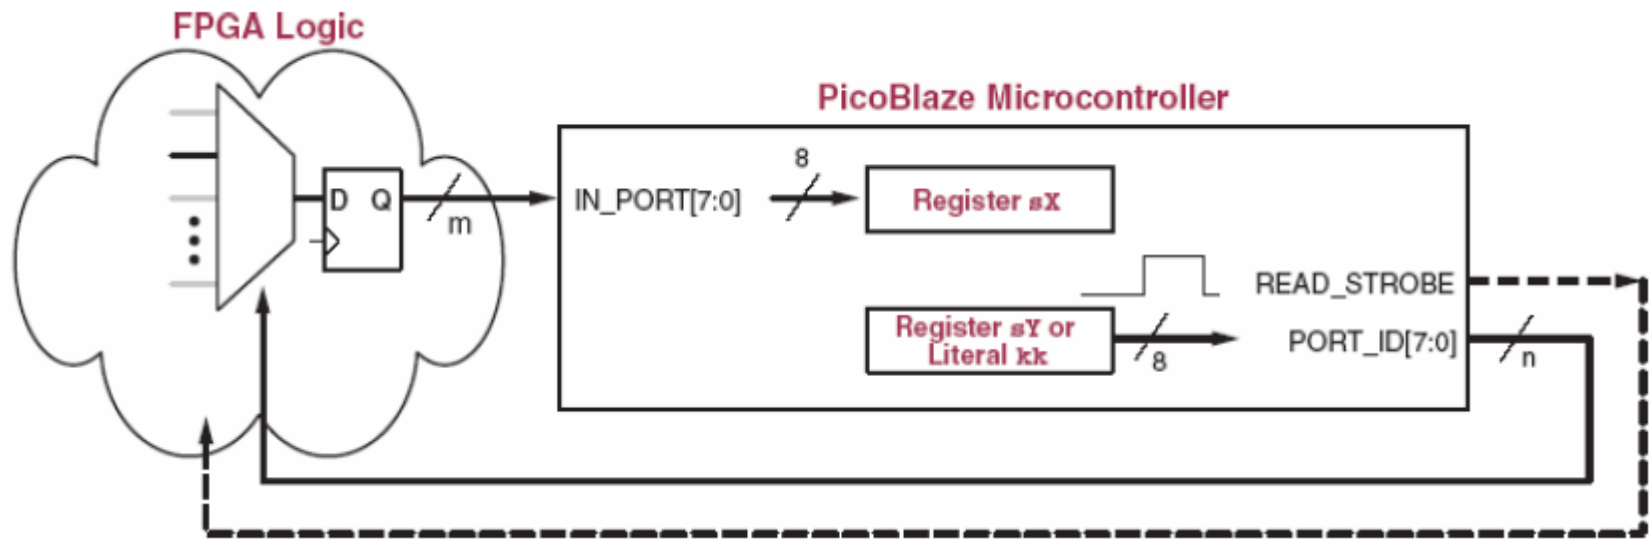 FPGA Logic
PicoBlaze Microcontroller
D Q
m
IN_PORT[7:0]
8
Register sX
READ_STROBE
Register sY or
Literal kk
8
PORT_ID[7:0]
n